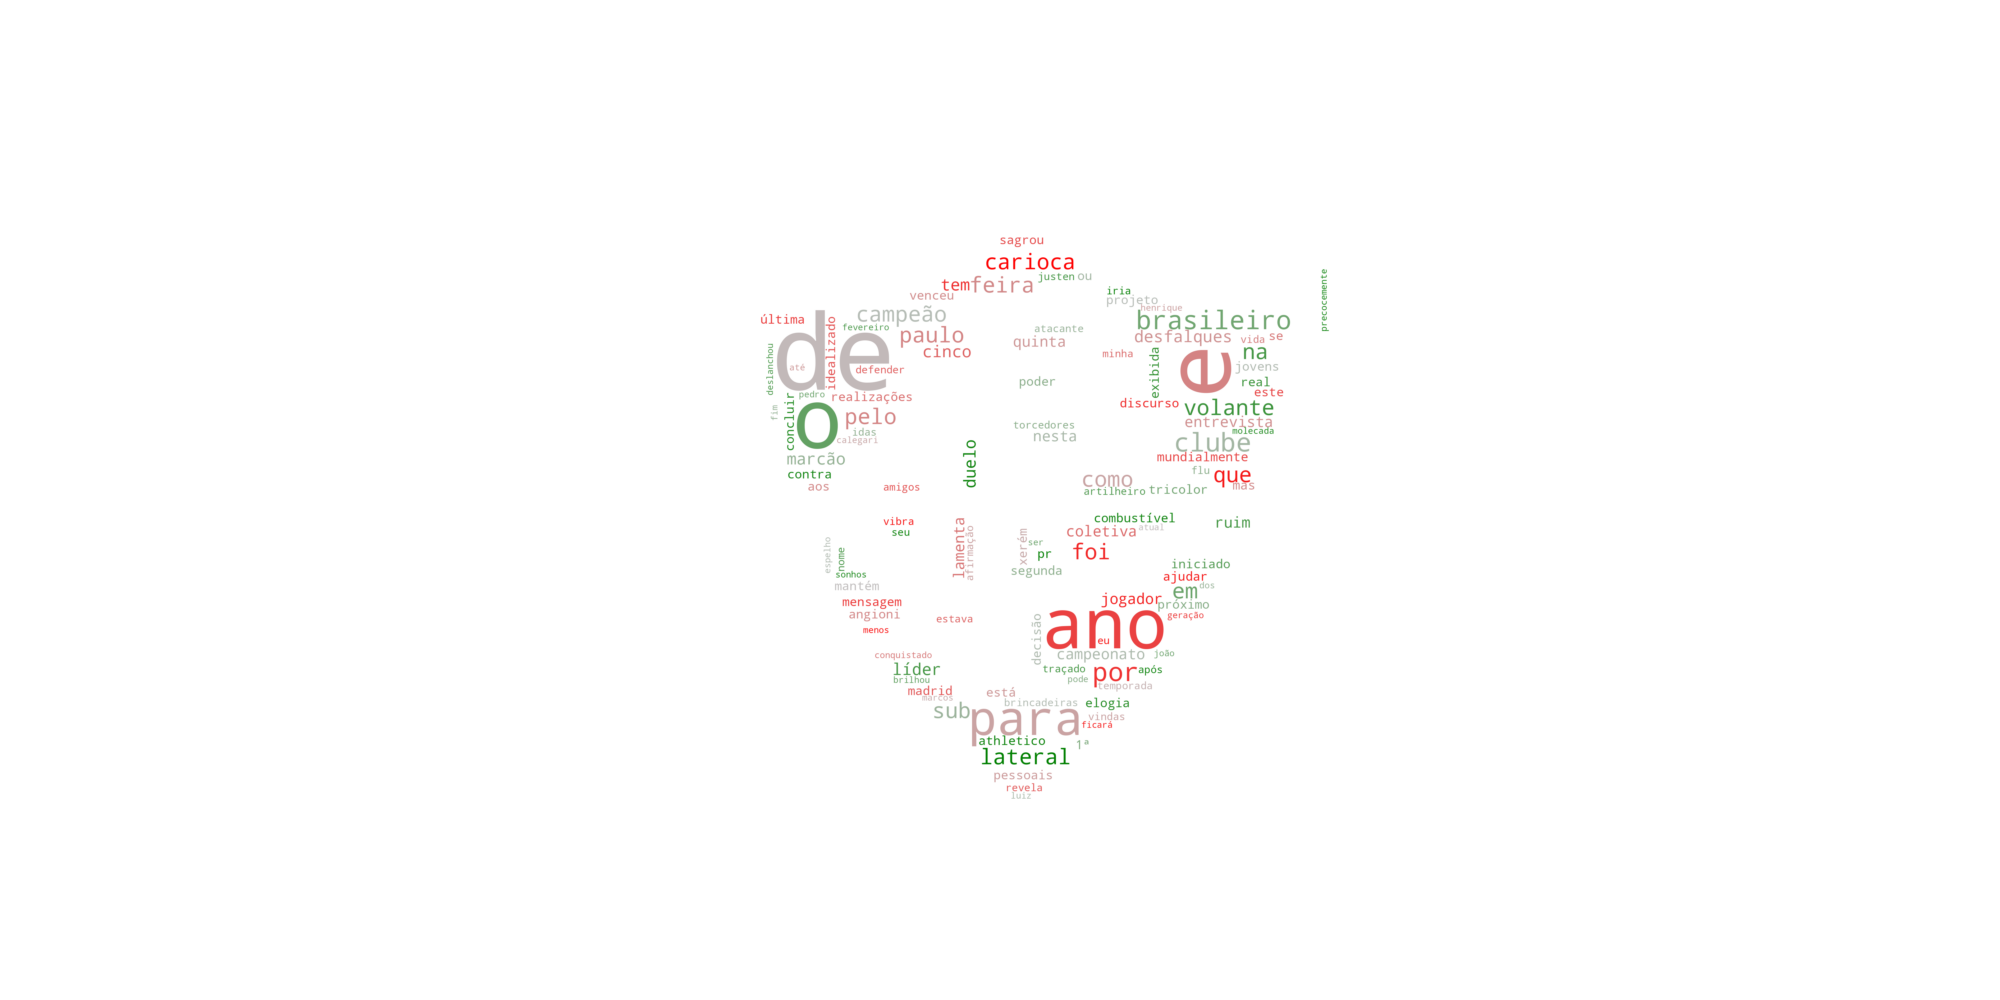 sagrou
carioca
tem
feira
justen
ou
venceu
iria
projeto
henrique
precocemente
última
de
campeão
fevereiro
idealizado
paulo
cinco
atacante
quinta
brasileiro
desfalques
vida
se
minha
e
na
jovens
deslanchou
até
defender
poder
exibida
real
este
fim
concluir
pedro
realizações
discurso
volante
o
pelo
idas
calegari
torcedores
nesta
entrevista
molecada
clube
marcão
duelo
mundialmente
contra
aos
amigos
como
artilheiro
tricolor
flu
que
mas
vibra
seu
combustível
atual
ruim
lamenta
afirmação
xerém
coletiva
ser
pr
foi
espelho
nome
sonhos
mantém
segunda
iniciado
ajudar
em
dos
mensagem
angioni
menos
estava
jogador
próximo
geração
ano
eu
decisão
campeonato
joão
conquistado
líder
brilhou
traçado
por
após
pode
temporada
madrid
marcos
está
sub
brincadeiras
elogia
para
vindas
ficará
athletico
1ª
lateral
pessoais
revela
luiz